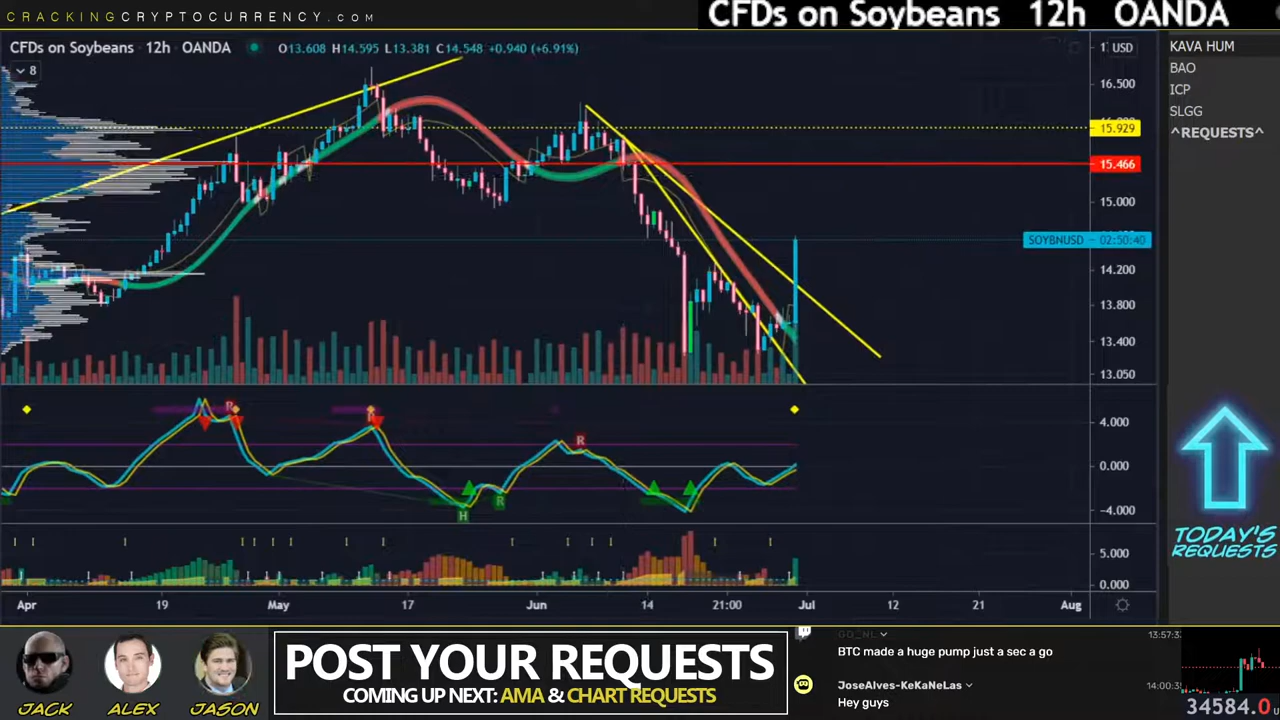 CRACKINGCRYPTOCURRENCY.COM
CFDs on Soybeans 12h OANDA
CFDs on Soybeans · 12h · OANDA O13.608 H14.595 L13.381 C14.548 +0.940 (+6.91%)
8
USD
16.500
15.929
15.466
15.000
SOYBNUSD 02:50:40
14.200
13.800
13.400
13.050
R
R
R
H
R
4.000
0.000
−4.000
5.000
0.000
Apr 19 May 17 Jun 14 21:00 Jul 12 21 Aug
KAVA HUM
BAO
ICP
SLGG
^REQUESTS^
TODAY'S
REQUESTS
JACK ALEX JASON
POST YOUR REQUESTS
COMING UP NEXT: AMA & CHART REQUESTS
GO_NL 13:57:3
BTC made a huge pump just a sec a go
JoseAlves-KeKaNeLas 14:00:3
Hey guys
34584.0